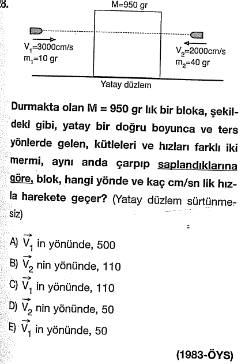 8.
M=950 gr
V₁=3000cm/s
m₁=10 gr
V₂=2000cm/s
m₂=40 gr
Yatay düzlem
Durmakta olan M = 950 gr lık bir bloka, şekil-
deki gibi, yatay bir doğru boyunca ve ters
yönlerde gelen, kütleleri ve hızları farklı iki
mermi, aynı anda çarpıp saplandıklarına
göre, blok, hangi yönde ve kaç cm/sn lik hız-
la harekete geçer? (Yatay düzlem sürtünme-
siz)
A) V₁ in yönünde, 500
B) V₂ nin yönünde, 110
C) V₁ in yönünde, 110
D) V₂ nin yönünde, 50
E) V₁ in yönünde, 50
(1983-ÖYS)